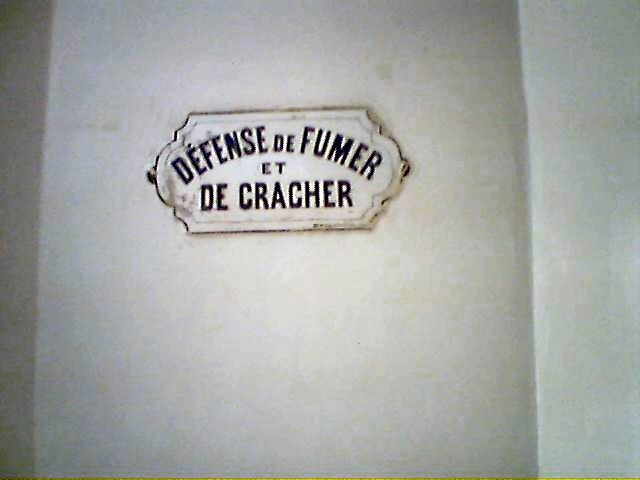 DÉFENSE DE FUMER
ET
DE CRACHER